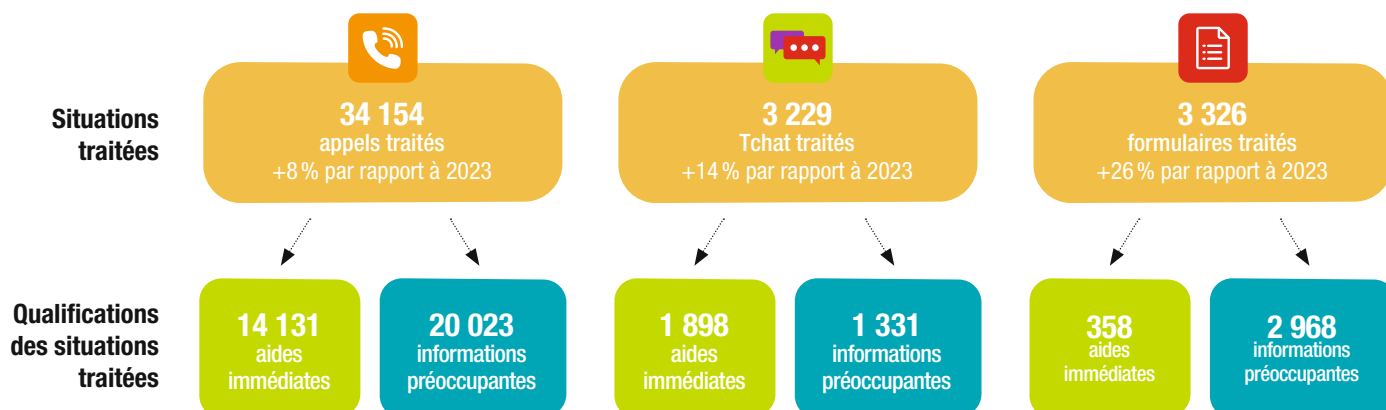 Situations
traitées
34 154
appels traités
+8 % par rapport à 2023
3 229
Tchat traités
+14 % par rapport à 2023
3 326
formulaires traités
+26 % par rapport à 2023
Qualifications
des situations
traitées
14 131
aides
immédiates
20 023
informations
préoccupantes
1 898
aides
immédiates
1 331
informations
préoccupantes
358
aides
immédiates
2 968
informations
préoccupantes